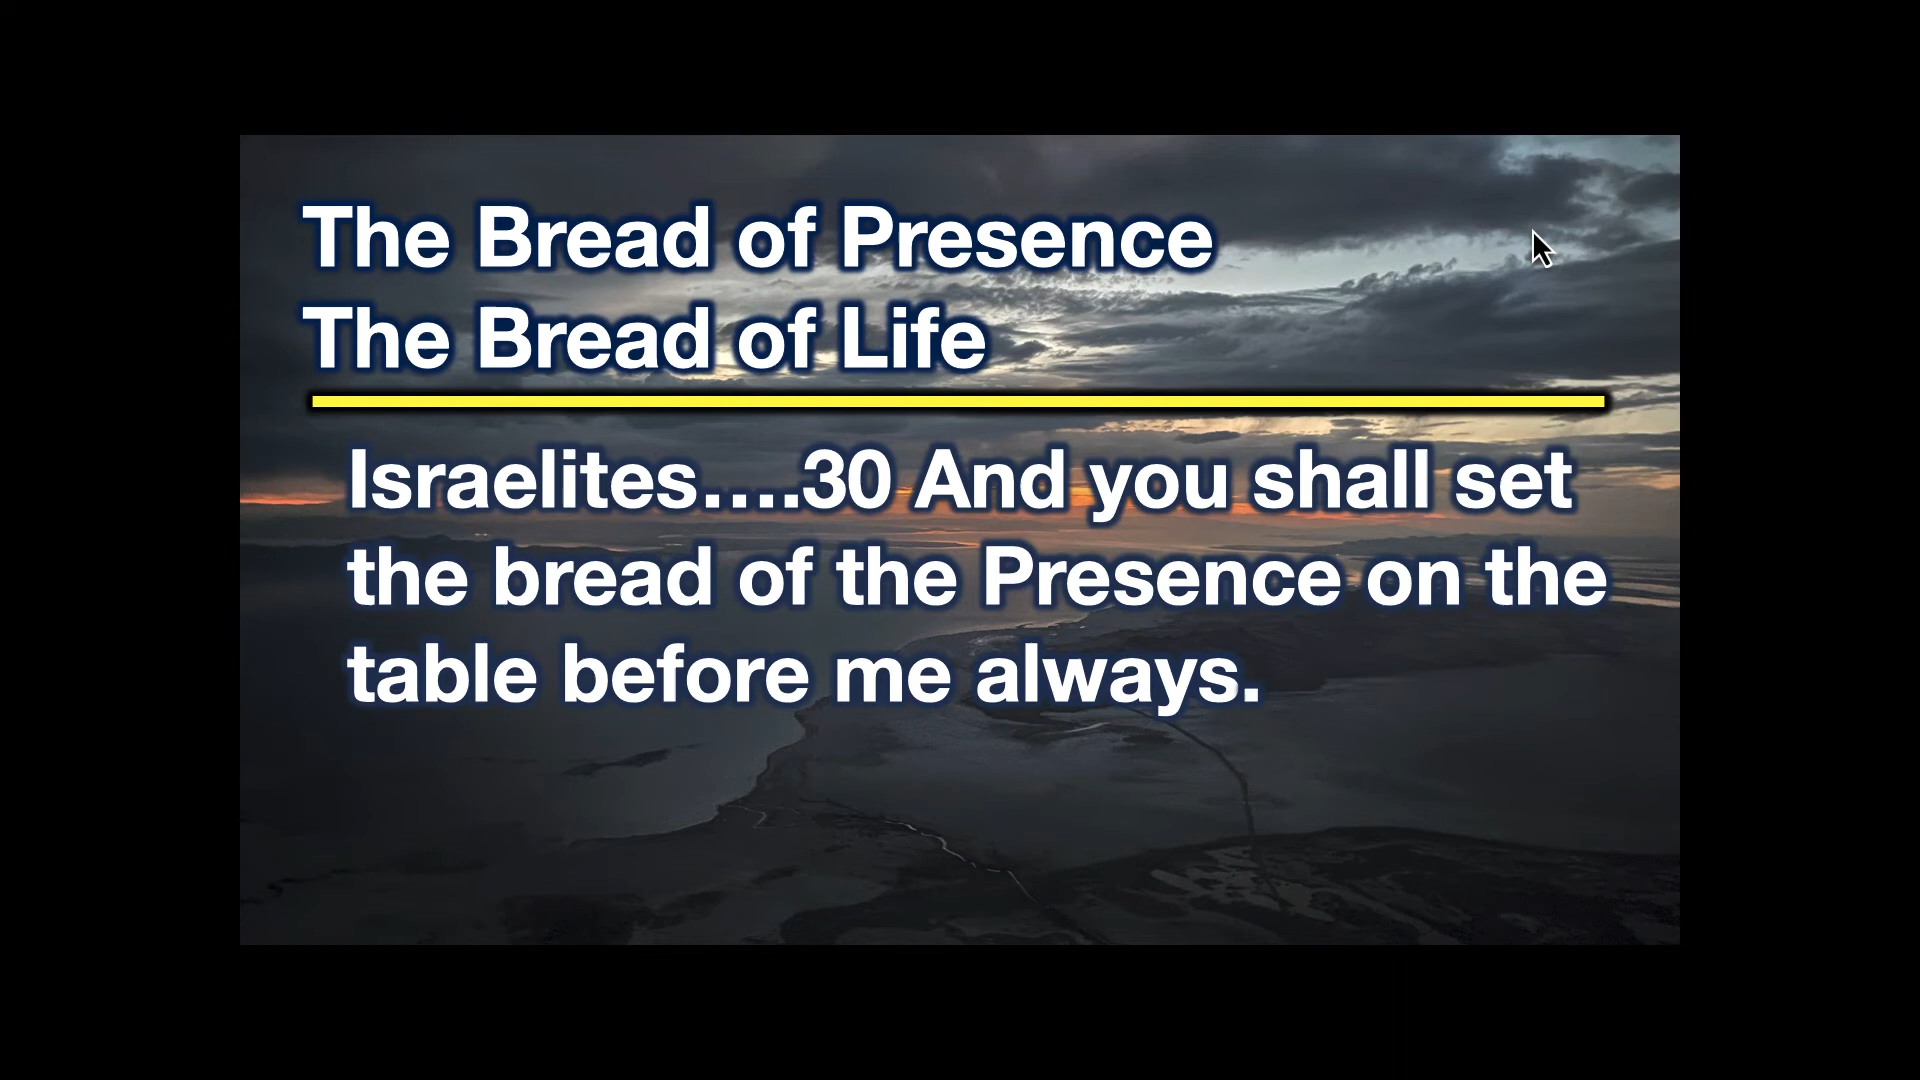 The Bread of Presence
The Bread of Life
Israelites….30 And you shall set
the bread of the Presence on the
table before me always.